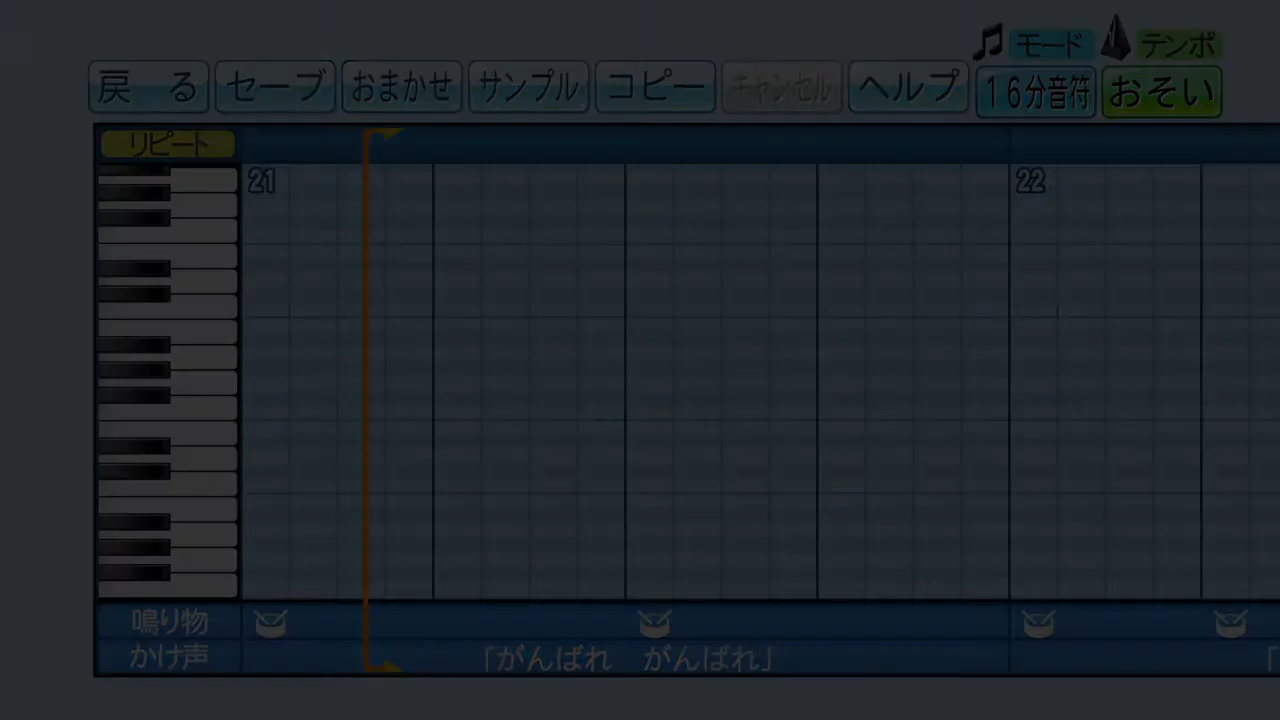 モード テンポ
戻る セーブ おまかせ サンプル コピー キャンセル ヘルプ 16分音符 おそい
リピート
21 22
鳴り物
かけ声 「がんばれ がんばれ」 「